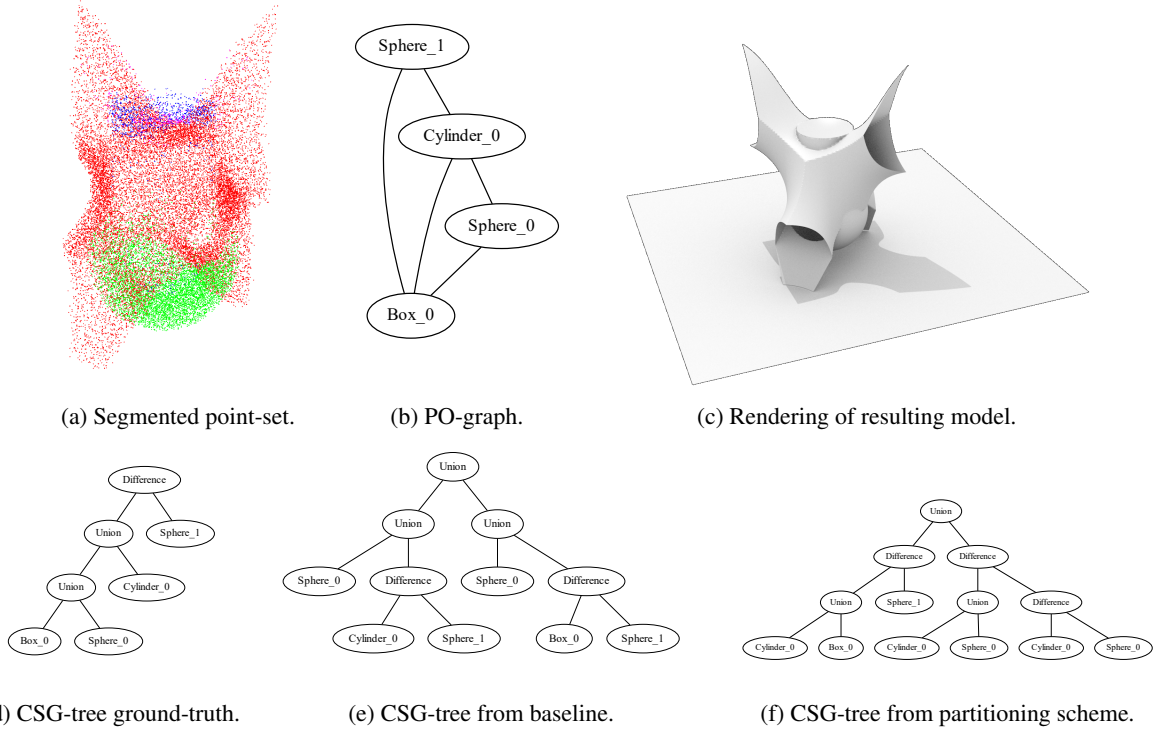 Sphere_1
Cylinder_0
Sphere_0
Box_0
(a) Segmented point-set.
(b) PO-graph.
(c) Rendering of resulting model.
Difference
Union
Sphere_1
Union
Cylinder_0
Box_0
Sphere_0
Union
Union
Union
Sphere_0
Difference
Sphere_0
Difference
Cylinder_0
Sphere_1
Box_0
Sphere_1
Union
Difference
Difference
Union
Sphere_1
Union
Difference
Cylinder_0
Box_0
Cylinder_0
Sphere_0
Cylinder_0
Sphere_0
) CSG-tree ground-truth.
(e) CSG-tree from baseline.
(f) CSG-tree from partitioning scheme.